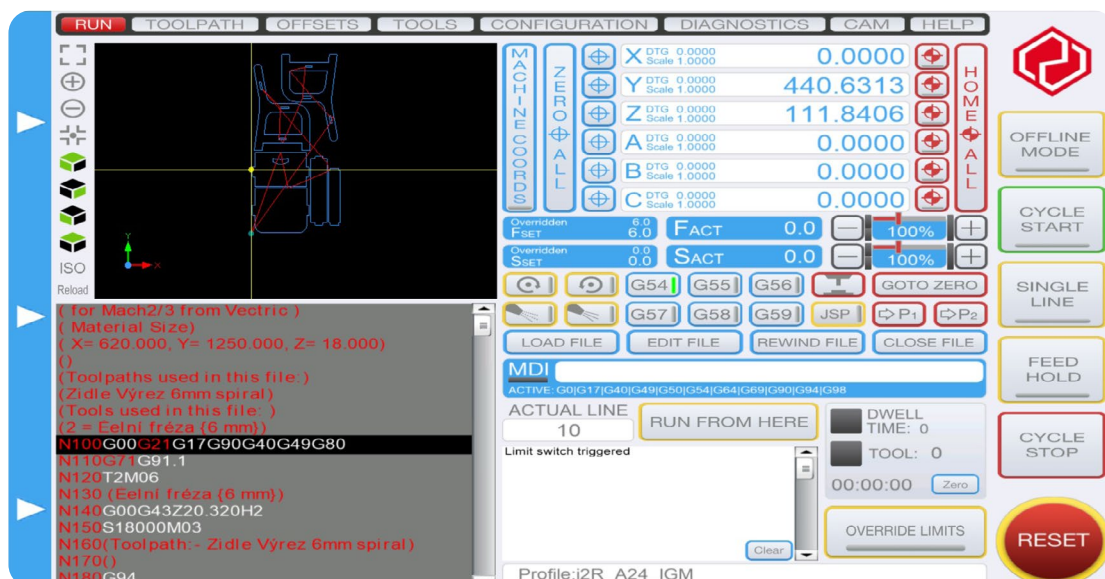 RUN TOOLPATH OFFSETS TOOLS CONFIGURATION DIAGNOSTICS CAM HELP
ISO
Reload
Y
X
MACHINE COORDS
ZERO ALL
X DTG 0.0000 Scale 1.0000 0.0000
Y DTG 0.0000 Scale 1.0000 440.6313
Z DTG 0.0000 Scale 1.0000 111.8406
A DTG 0.0000 Scale 1.0000 0.0000
B DTG 0.0000 Scale 1.0000 0.0000
C DTG 0.0000 Scale 1.0000 0.0000
HOME ALL
Overridden 6.0
FSET 6.0
FACT 0.0
100%
Overridden 0.0
SSET 0.0
SACT 0.0
100%
G54 G55 G56 GOTO ZERO
G57 G58 G59 JSP P1 P2
LOAD FILE EDIT FILE REWIND FILE CLOSE FILE
MDI
ACTIVE: G0|G17|G40|G49|G50|G54|G64|G69|G90|G94|G98
ACTUAL LINE
10
RUN FROM HERE
DWELL
TIME: 0
TOOL: 0
00:00:00 Zero
Limit switch triggered
Clear
OVERRIDE LIMITS
Profile:i2R_A24_IGM
( for Mach2/3 from Vectric )
( Material Size)
( X= 620.000, Y= 1250.000, Z= 18.000)
()
(Toolpaths used in this file:)
(Zidle Výrez 6mm spiral)
(Tools used in this file: )
(2 = Eelní fréza {6 mm})
N100G00G21G17G90G40G49G80
N110G71G91.1
N120T2M06
N130 (Eelní fréza {6 mm})
N140G00G43Z20.320H2
N150S18000M03
N160(Toolpath:- Zidle Výrez 6mm spiral)
N170()
N180G94
OFFLINE
MODE
CYCLE
START
SINGLE
LINE
FEED
HOLD
CYCLE
STOP
RESET